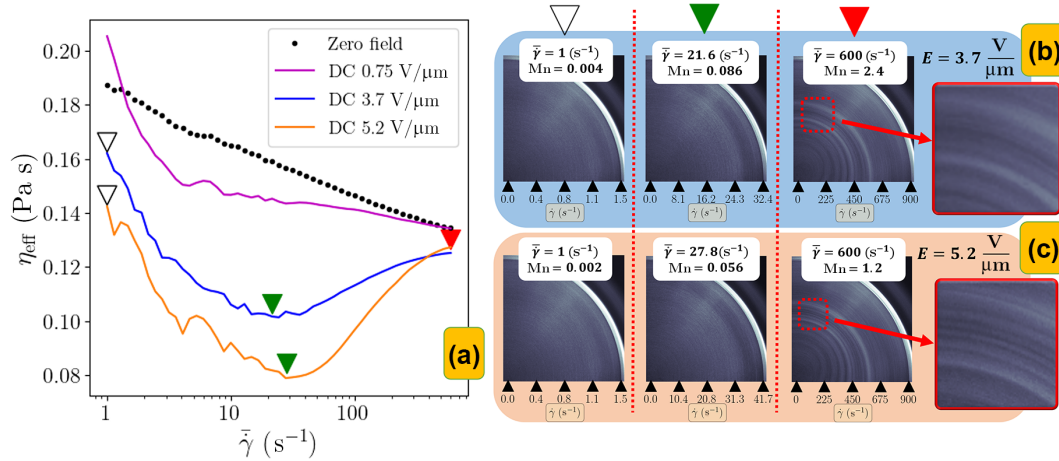 0.20
0.18
0.16
0.14
0.12
0.10
0.08
η_eff (Pa s)
Zero field
DC 0.75 V/μm
DC 3.7 V/μm
DC 5.2 V/μm
(a)
1
10
100
γ̇̄ (s⁻¹)
(b)
γ̄ = 1 (s⁻¹)
Mn = 0.004
γ̄ = 21.6 (s⁻¹)
Mn = 0.086
γ̄ = 600 (s⁻¹)
Mn = 2.4
E = 3.7 V/μm
0.0 0.4 0.8 1.1 1.5
γ̇ (s⁻¹)
0.0 8.1 16.2 24.3 32.4
γ̇ (s⁻¹)
0 225 450 675 900
γ̇ (s⁻¹)
(c)
γ̄ = 1 (s⁻¹)
Mn = 0.002
γ̄ = 27.8(s⁻¹)
Mn = 0.056
γ̄ = 600 (s⁻¹)
Mn = 1.2
E = 5.2 V/μm
0.0 0.4 0.8 1.1 1.5
γ̇ (s⁻¹)
0.0 10.4 20.8 31.3 41.7
γ̇ (s⁻¹)
0 225 450 675 900
γ̇ (s⁻¹)